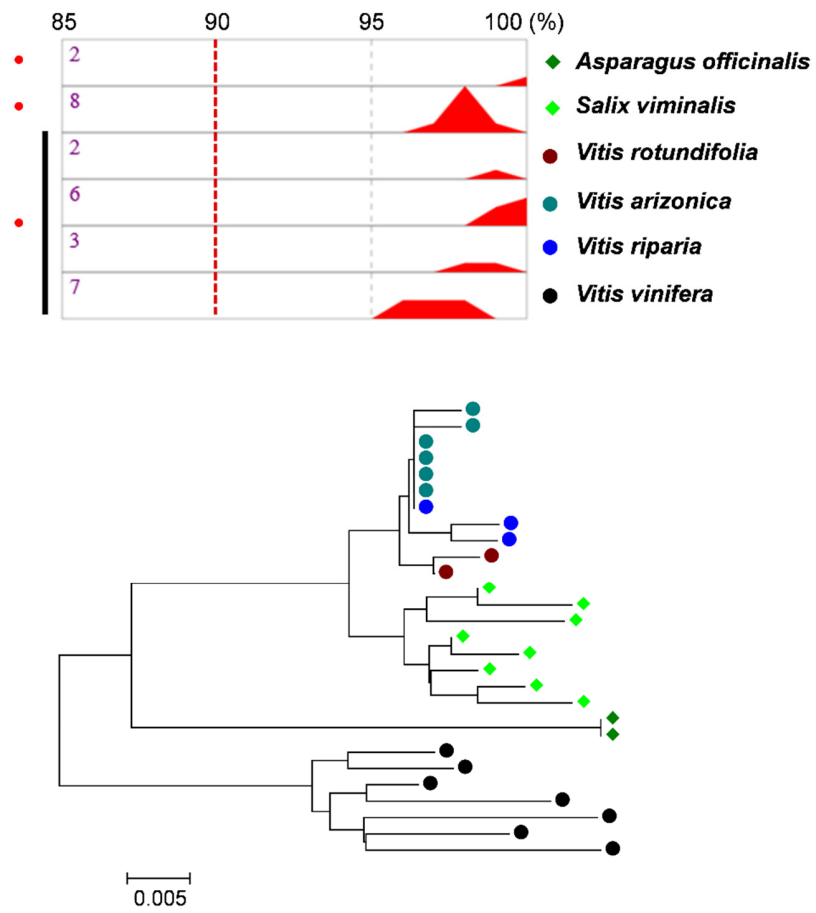 85 90 95 100 (%)
2 Asparagus officinalis
8 Salix viminalis
2 Vitis rotundifolia
6 Vitis arizonica
3 Vitis riparia
7 Vitis vinifera
0.005